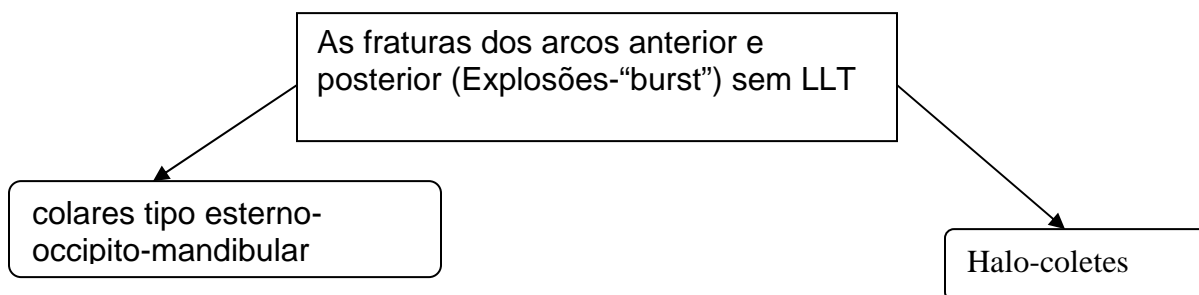 As fraturas dos arcos anterior e
posterior (Explosões-“burst”) sem LLT
colares tipo esterno-
occipito-mandibular
Halo-coletes